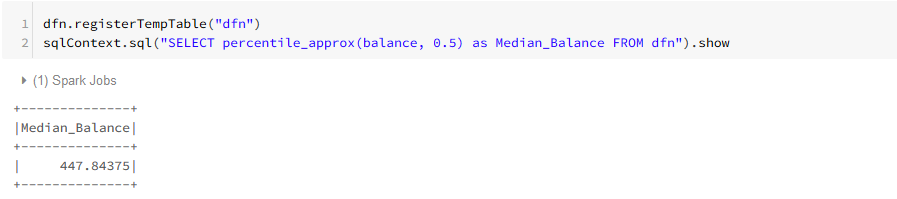 1 dfn.registerTempTable("dfn")
2 sqlContext.sql("SELECT percentile_approx(balance, 0.5) as Median_Balance FROM dfn").show
(1) Spark Jobs
+--------------+
|Median_Balance|
+--------------+
|     447.84375|
+--------------+